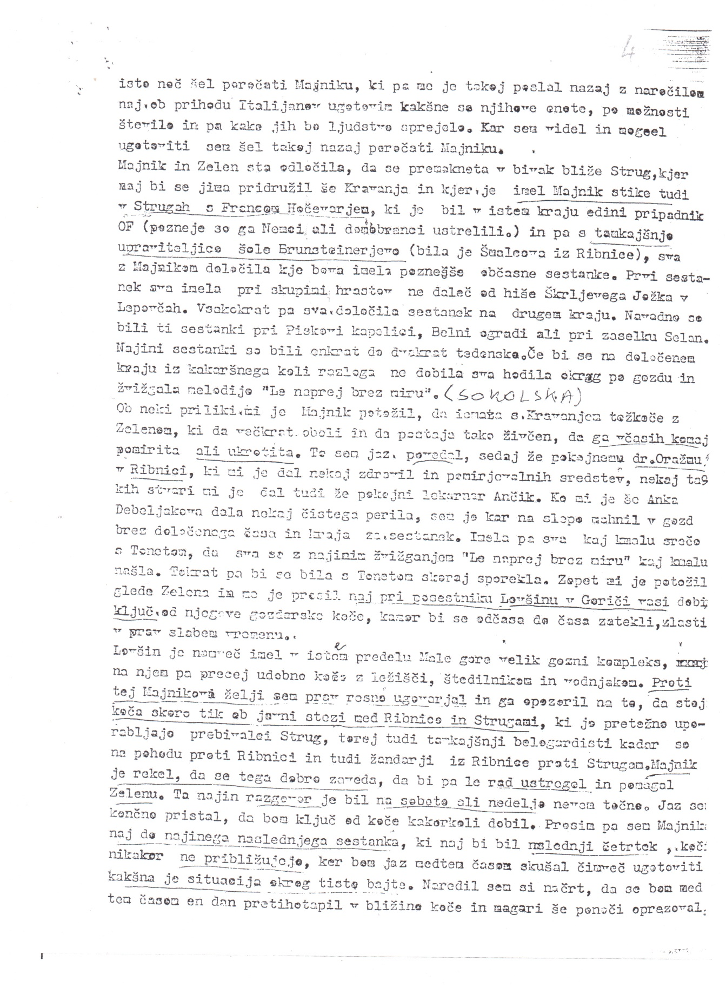 4
isto noč šel poročati Majniku, ki pa me je takoj poslal nazaj z naročilom
naj ob prihodu Italijanov ugotovim kakšne so njihove enote, po možnosti
število in pa kako jih bo ljudstvo sprejelo. Kar sem videl in mogeel
ugotoviti sem šel takoj nazaj poročati Majniku.
Majnik in Zelen sta odločila, da se premakneta v bivak bliže Strug,kjer
naj bi se jima pridružil še Kravanja in kjer je imel Majnik stike tudi
v Strugah s Francom Hočevarjem, ki je bil v istem kraju edini pripadnik
OF (pozneje so ga Nemci ali domobranci ustrelili.) in pa s tamkajšnjo
upraviteljico šole Brunsteinerjevo (bila je Šmalcova iz Ribnice), sva
z Majnikom določila kje bova imela poznejše občasne sestanke. Prvi sesta-
nek sva imela pri skupini hrastov ne daleč od hiše Škrljevega Jožka v
Lepovčah. Vsakokrat pa sva določila sestanek na drugem kraju. Navadno so
bili ti sestanki pri Piskovi kapelici, Belni ogradi ali pri zaselku Selan.
Najini sestanki so bili enkrat do dvakrat tedensko.Če bi se na določenem
kraju iz kakoršnega koli razloga ne dobila sva hodila okrog po gozdu in
žvižgala melodijo "Le naprej brez miru". (SOKOLSKA)
Ob neki priliki mi je Majnik potožil, da imata s Kravanjem težkoče z
Zelenom, ki da večkrat oboli in da postaja tako živčen, da ga včasih komaj
pomirita ali ukrotita. To sem jaz povedal, sedaj že pokojnemu dr.Oražmu
v Ribnici, ki mi je dal nekaj zdravil in pomirjevalnih sredstev, nekaj ta
kih stvari mi je dal tudi že pokojni lekarnar Ančik. Ko mi je še Anka
Debeljakova dala nekaj čistega perila, sem jo kar na slepo mahnil v gozd
brez določenega časa in kraja za sestanek. Imela pa sva kaj kmalu srečo
s Tonetom, da sva se z najinim žvižganjem "Le naprej brez miru" kaj kmalu
našla. Tokrat pa bi se bila s Tonetom skoraj sporekla. Zopet mi je potožil
glede Zelena in me je prosil naj pri posestniku Lovšinu v Goriči vasi dobi
ključ od njegove gozdarske koče, kamor bi se odčasa do časa zatekli,zlasti
v prav slabem vremenu.
Lovšin je namreč imel v istem predelu Male gore velik gozni kompleks,
na njem pa precej udobno kočo z ležišči, štedilnikom in vodnjakom. Proti
tej Majnikovi želji sem prav resno ugovarjal in ga opozoril na to, da stoj
koča skoro tik ob javni stezi med Ribnico in Strugami, ki jo pretežno upo-
rabljajo prebivalci Strug, torej tudi tamkajšnji belogardisti kadar so
na pohodu proti Ribnici in tudi žandarji iz Ribnice proti Strugam.Majnik
je rekel, da se tega dobro zaveda, da bi pa le rad ustregel in pomagal
Zelenu. Ta najin razgovor je bil na soboto ali nedeljo nevem točno. Jaz se
končno pristal, da bom ključ od koče kakorkoli dobil. Prosim pa sem Majnik
naj do najinega naslednjega sestanka, ki naj bi bil nslednji četrtek , koč
nikakor ne približujejo, ker bom jaz medtem časom skušal čimveč ugotoviti
kakšna je situacija okrog tiste bajte. Naredil sem si načrt, da se bom med
tem časom en dan pritihotapil v bližino koče in magari še ponoči oprezoval.